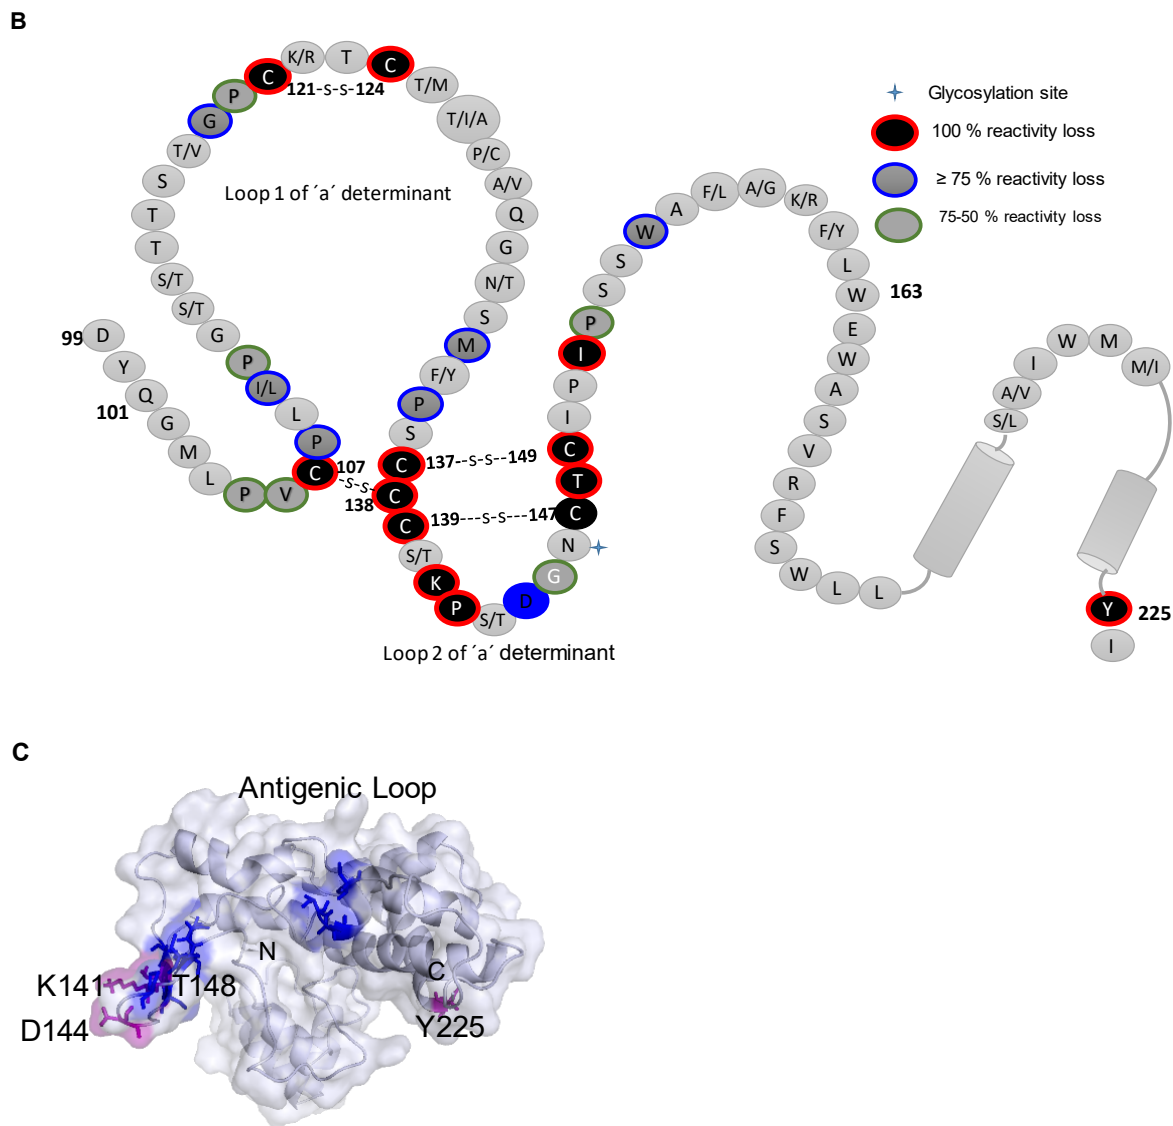 B
K/R
T
C
C
121-s-s-124
P
G
T/V
S
T
T
S/T
S/T
G
P
I/L
L
P
C
107
T/M
T/I/A
P/C
A/V
Q
G
N/T
S
M
F/Y
P
S
C
137--s-s--149
C
-s-s-
138
C
139---s-s---147
S/T
K
P
S/T
D
G
N
C
T
C
I
P
I
P
S
S
W
A
F/L
A/G
K/R
F/Y
L
W
163
E
W
A
S
V
R
F
S
W
L
L
S/L
A/V
I
W
M
M/I
Y
225
I
99
D
Y
Q
101
G
M
L
P
V
Loop 1 of ´a´ determinant
Loop 2 of ´a´ determinant
Glycosylation site
100 % reactivity loss
≥ 75 % reactivity loss
75-50 % reactivity loss
C
Antigenic Loop
N
C
K141
T148
D144
Y225